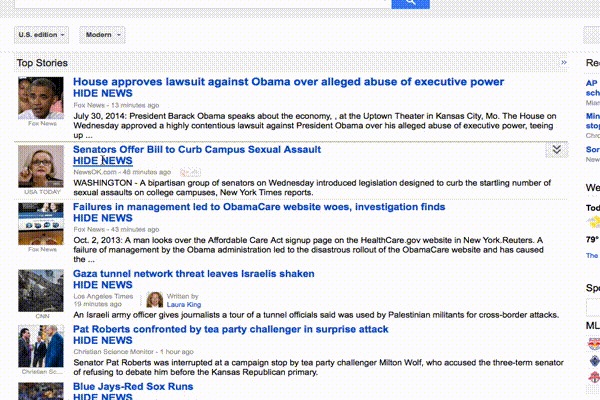 U.S. edition
Modern
Top Stories
»
Rec
House approves lawsuit against Obama over alleged abuse of executive power
HIDE NEWS
Fox News - 13 minutes ago
July 30, 2014: President Barack Obama speaks about the economy, , at the Uptown Theater in Kansas City, Mo. The House on
Wednesday approved a highly contentious lawsuit against President Obama over his alleged abuse of executive power, teeing
up ...
Fox News
AP
sch
Miam
Min
stop
Chro
Senators Offer Bill to Curb Campus Sexual Assault
HIDE NEWS
NewsOK.com - 46 minutes ago
WASHINGTON - A bipartisan group of senators on Wednesday introduced legislation designed to curb the startling number of
sexual assaults on college campuses, New York Times reports.
USA TODAY
Son
New
Wea
Failures in management led to ObamaCare website woes, investigation finds
HIDE NEWS
Fox News - 43 minutes ago
Oct. 2, 2013: A man looks over the Affordable Care Act signup page on the HealthCare.gov website in New York.Reuters. A
failure of management by the Obama administration led to the disastrous rollout of the ObamaCare website and has caused
the ...
Fox News
Tod
79°
The
Gaza tunnel network threat leaves Israelis shaken
HIDE NEWS
Los Angeles Times
19 minutes ago
Written by
Laura King
An Israeli army officer gives journalists a tour of a tunnel officials said was used by Palestinian militants for cross-border attacks.
CNN
Spo
ML
Pat Roberts confronted by tea party challenger in surprise attack
HIDE NEWS
Christian Science Monitor - 1 hour ago
Senator Pat Roberts was interrupted at a campaign stop by tea party challenger Milton Wolf, who accused the three-term senator
of refusing to debate him before the Kansas Republican primary.
Christian Sc...
Blue Jays-Red Sox Runs
HIDE NEWS